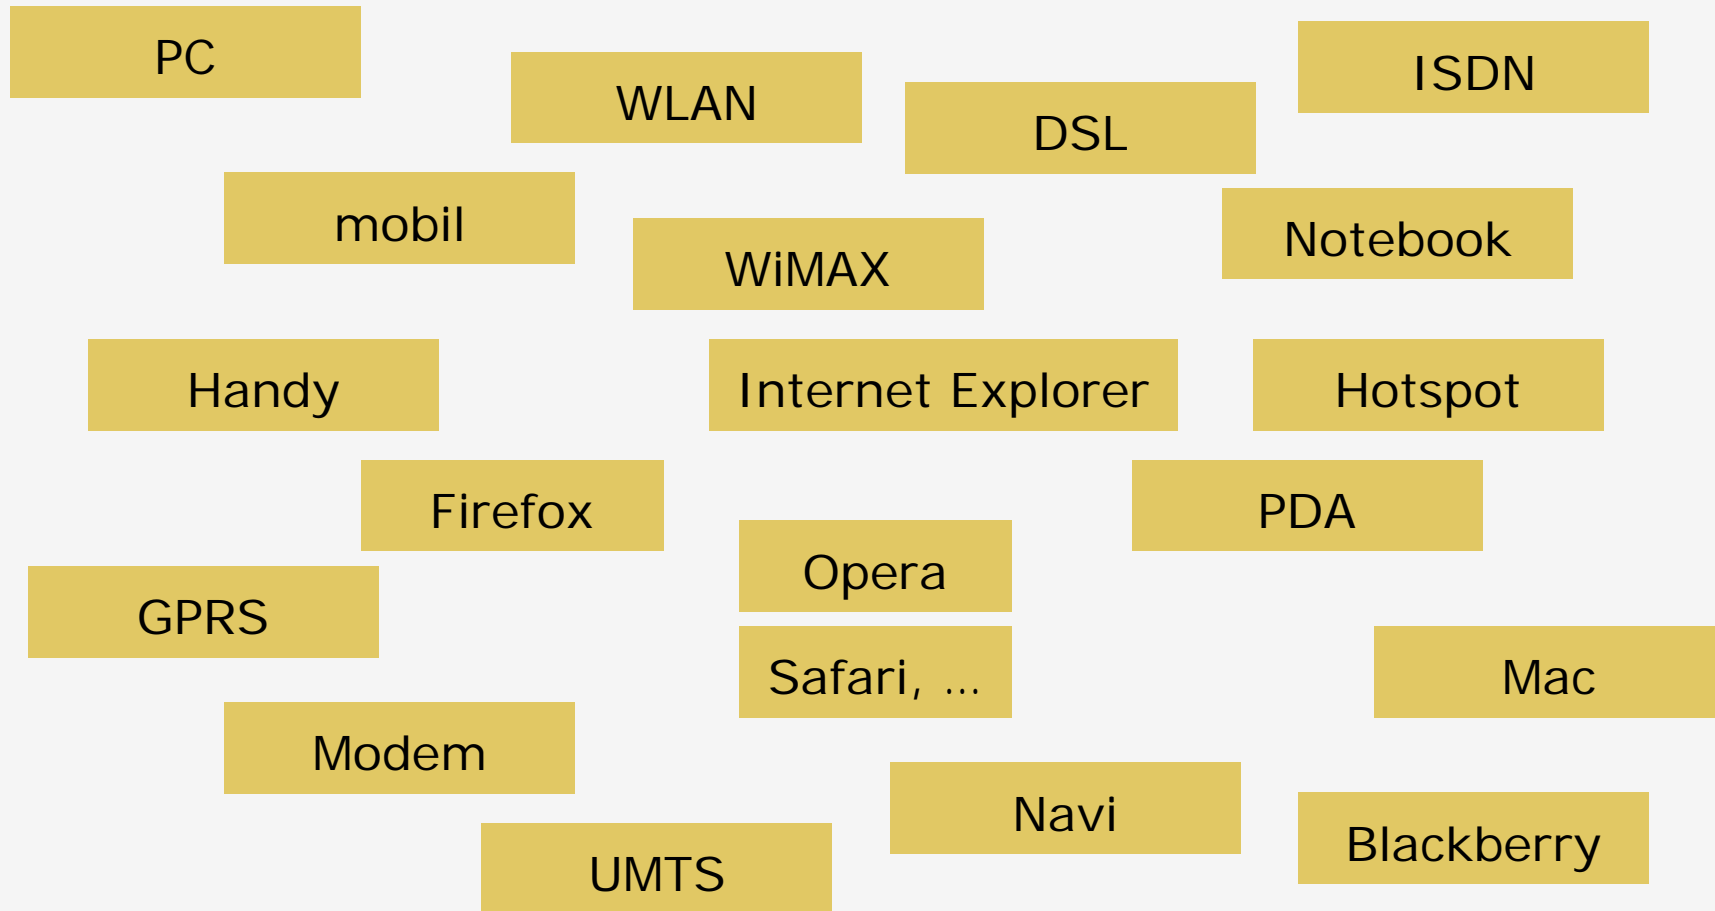 PC
ISDN
WLAN
DSL
mobil
Notebook
WiMAX
Handy
Internet Explorer
Hotspot
Firefox
PDA
Opera
GPRS
Safari, ...
Mac
Modem
Navi
Blackberry
UMTS